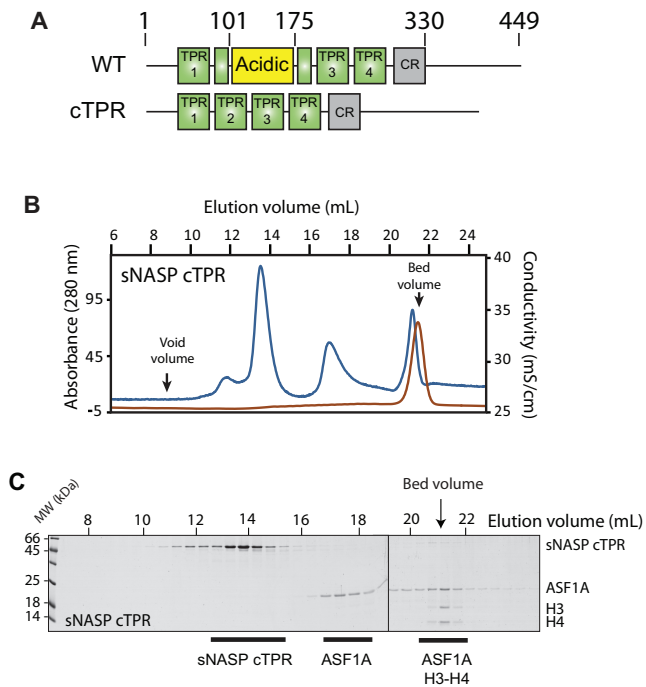 A
1 101 175 330 449
WT TPR 1 Acidic TPR 3 TPR 4 CR
cTPR TPR 1 TPR 2 TPR 3 TPR 4 CR
B
Elution volume (mL)
6 8 10 12 14 16 18 20 22 24
sNASP cTPR
Absorbance (280 nm)
95
45
-5
Void volume
Bed volume
40
35
30
25
Conductivity (mS/cm)
C
Bed volume
MW (kDa)
8 10 12 14 16 18 20 22 Elution volume (mL)
66
45
25
18
14
sNASP cTPR
sNASP cTPR
ASF1A
H3
H4
sNASP cTPR
ASF1A
ASF1A
H3-H4